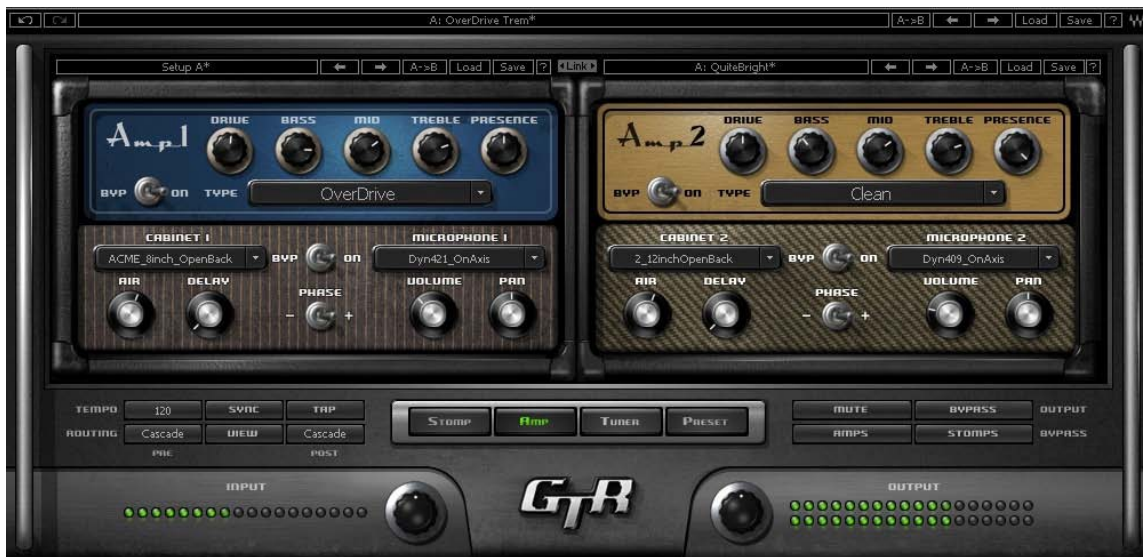 A: OverDrive Trem* A->B Load Save ?
Setup A* A->B Load Save ? Link A: QuiteBright* A->B Load Save ?
Amp1 DRIVE BASS MID TREBLE PRESENCE
BYP ON TYPE OverDrive
Amp2 DRIVE BASS MID TREBLE PRESENCE
BYP ON TYPE Clean
CABINET 1 MICROPHONE 1
ACME_8inch_OpenBack BYP ON Dyn421_OnAxis
AIR DELAY PHASE VOLUME PAN
- +
CABINET 2 MICROPHONE 2
2_12inchOpenBack BYP ON Dyn409_OnAxis
AIR DELAY PHASE VOLUME PAN
- +
TEMPO 120 SYNC TAP
ROUTING Cascade VIEW Cascade
PRE POST
STOMP AMP TUNER PRESET
MUTE BYPASS OUTPUT
AMPS STOMPS BYPASS
INPUT
GTR
OUTPUT